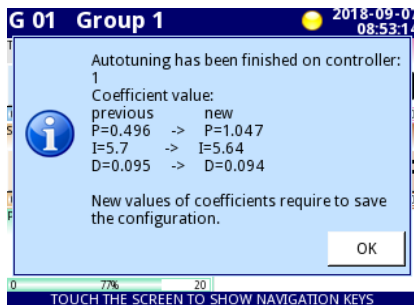 G 01 Group 1
2018-09-0
08:53:14
Autotuning has been finished on controller:
1
Coefficient value:
previous new
P=0.496 -> P=1.047
I=5.7 -> I=5.64
D=0.095 -> D=0.094
New values of coefficients require to save
the configuration.
OK
0 77% 20
TOUCH THE SCREEN TO SHOW NAVIGATION KEYS